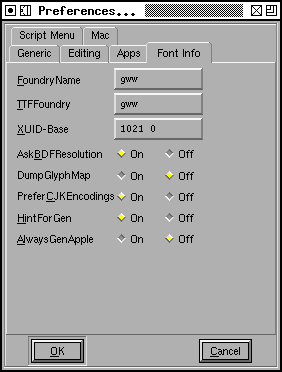 Preferences...
Script Menu Mac
Generic Editing Apps Font Info
FoundryName gww
TTFFoundry gww
XUID-Base 1021 0
AskBDFResolution On Off
DumpGlyphMap On Off
PreferCJKEncodings On Off
HintForGen On Off
AlwaysGenApple On Off
OK Cancel